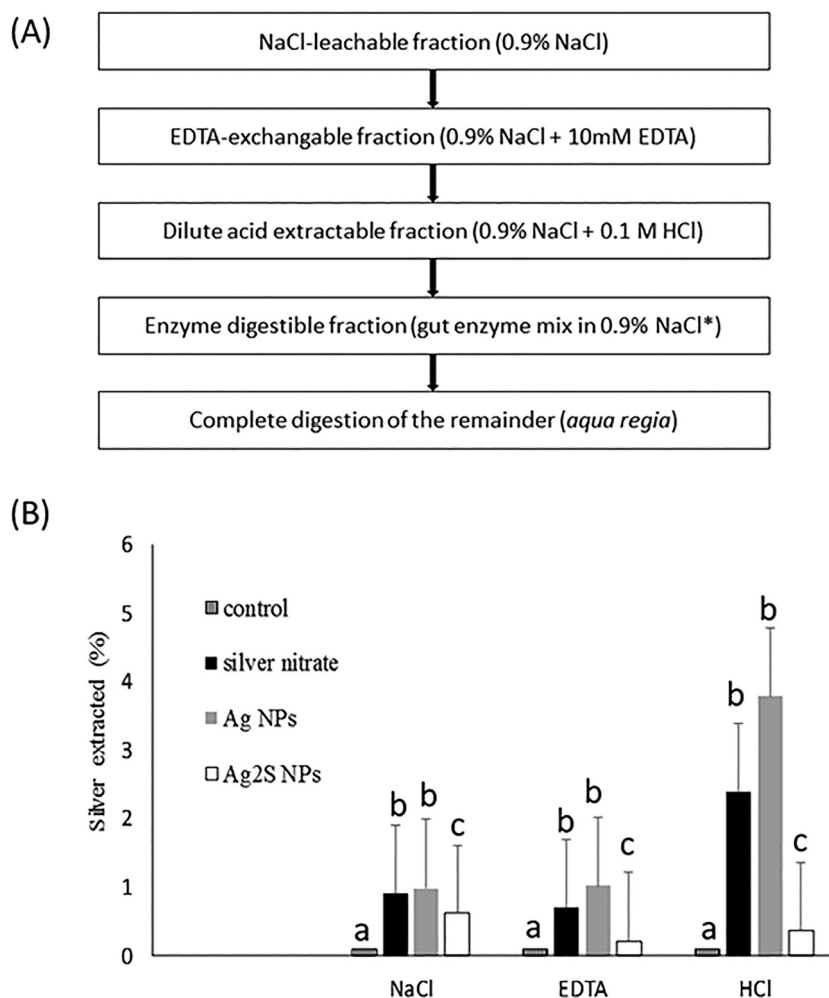 (A)
NaCl-leachable fraction (0.9% NaCl)
EDTA-exchangable fraction (0.9% NaCl + 10mM EDTA)
Dilute acid extractable fraction (0.9% NaCl + 0.1 M HCl)
Enzyme digestible fraction (gut enzyme mix in 0.9% NaCl*)
Complete digestion of the remainder (aqua regia)
(B)
Silver extracted (%)
6
5
4
3
2
1
0
control
silver nitrate
Ag NPs
Ag2S NPs
a b b c
a b b c
a b b c
NaCl EDTA HCl